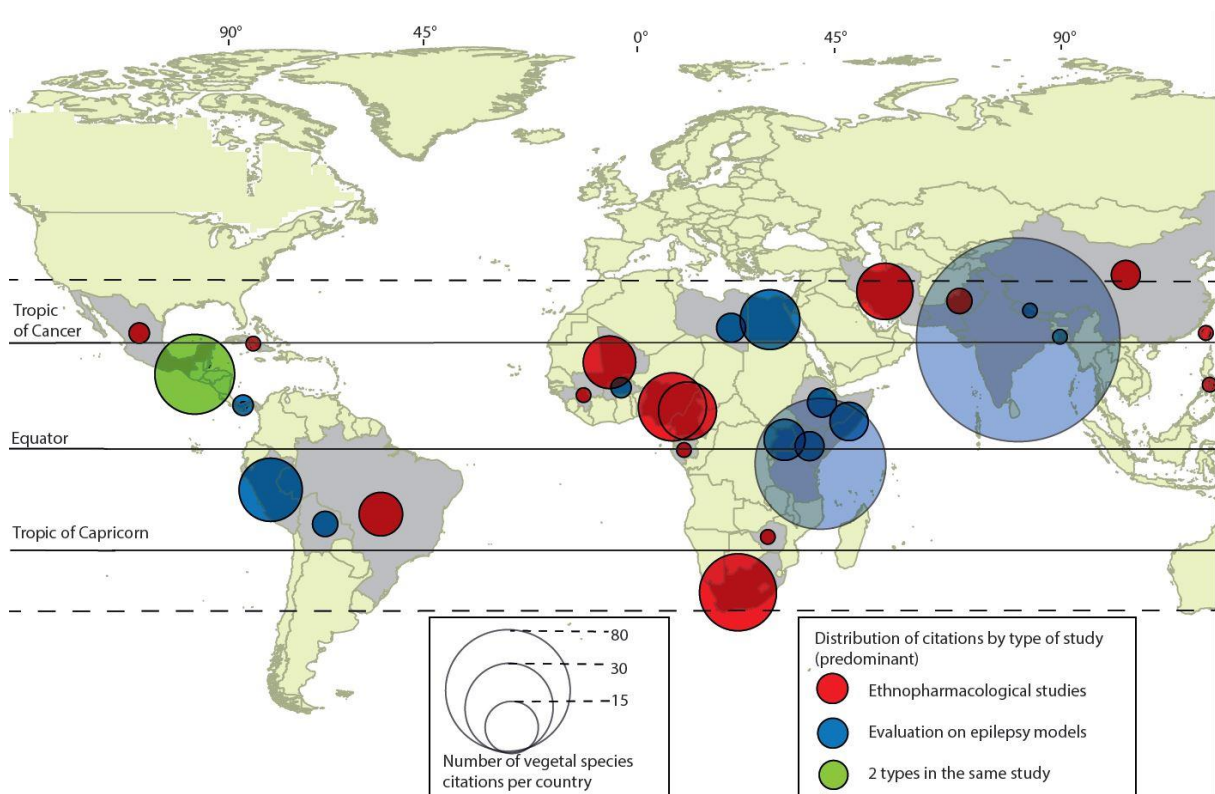 90°
45°
0°
45°
90°
Tropic
of Cancer
Equator
Tropic of Capricorn
80
30
15
Number of vegetal species
citations per country
Distribution of citations by type of study
(predominant)
Ethnopharmacological studies
Evaluation on epilepsy models
2 types in the same study